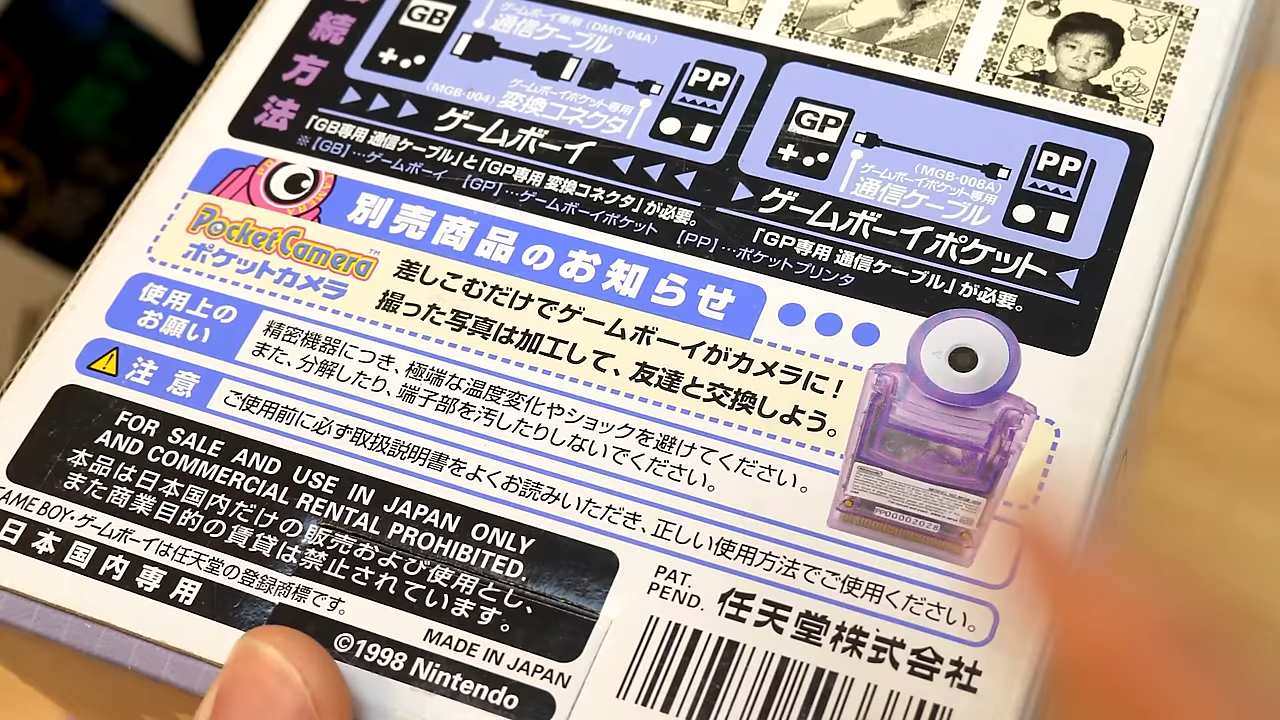 続方法
GB
ゲームボーイ専用 (DMG-04A)
通信ケーブル
(MGB-004)
ゲームボーイポケット専用
変換コネクタ
PP
ゲームボーイ
「GB専用 通信ケーブル」と「GP専用 変換コネクタ」が必要。
GP
(MGB-008A)
ゲームボーイポケット専用
通信ケーブル
PP
ゲームボーイポケット
「GP専用 通信ケーブル」が必要。
※【GB】…ゲームボーイ 【GP】…ゲームボーイポケット 【PP】…ポケットプリンタ
別売商品のお知らせ
PocketCamera™
ポケットカメラ
差しこむだけでゲームボーイがカメラに!
撮った写真は加工して、友達と交換しよう。
使用上の
お願い
精密機器につき、極端な温度変化やショックを避けてください。
また、分解したり、端子部を汚したりしないでください。
注意
ご使用前に必ず取扱説明書をよくお読みいただき、正しい使用方法でご使用ください。
FOR SALE AND USE IN JAPAN ONLY
AND COMMERCIAL RENTAL PROHIBITED.
本品は日本国内だけの販売および使用とし、
また商業目的の賃貸は禁止されています。
GAME BOY・ゲームボーイは任天堂の登録商標です。
日本国内専用
MADE IN JAPAN
©1998 Nintendo
PAT.
PEND.
任天堂株式会社
PP00002028